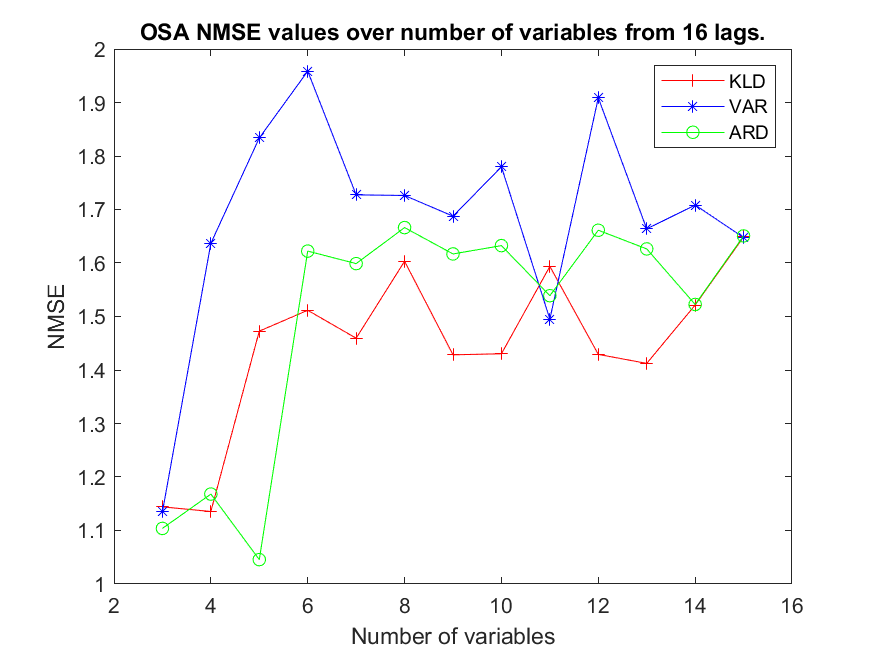 OSA NMSE values over number of variables from 16 lags.
2
1.9
1.8
1.7
1.6
1.5
1.4
1.3
1.2
1.1
1
NMSE
KLD
VAR
ARD
2 4 6 8 10 12 14 16
Number of variables